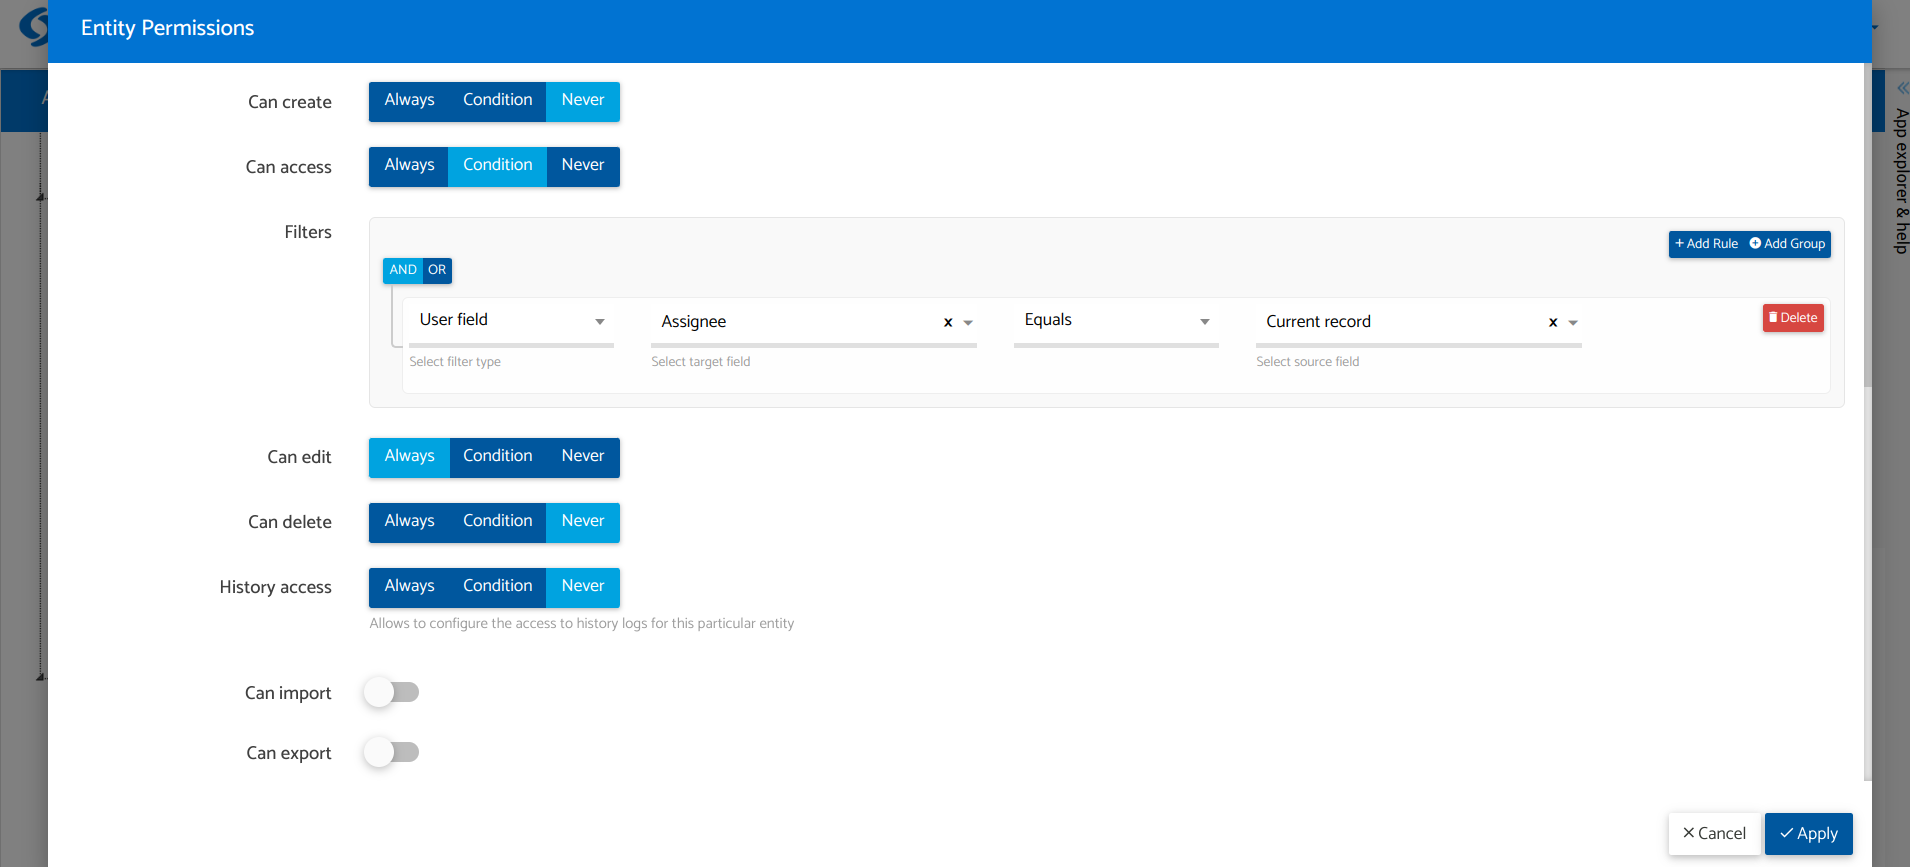 Entity Permissions
Can create
Always Condition Never
Can access
Always Condition Never
Filters
+ Add Rule Add Group
AND OR
User field
Assignee x
Equals
Current record x
Delete
Select filter type
Select target field
Select source field
Can edit
Always Condition Never
Can delete
Always Condition Never
History access
Always Condition Never
Allows to configure the access to history logs for this particular entity
Can import
Can export
Cancel
Apply
App explorer & help